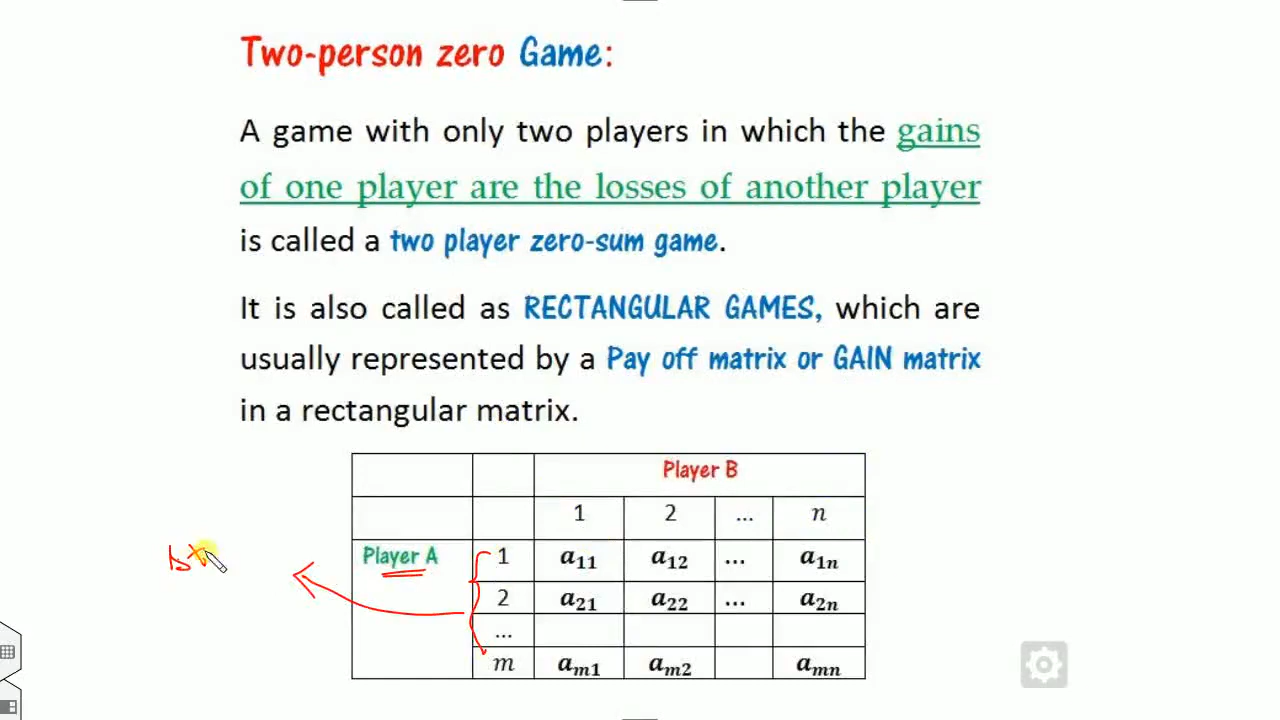 Two-person zero Game:
A game with only two players in which the gains
of one player are the losses of another player
is called a two player zero-sum game.
It is also called as RECTANGULAR GAMES, which are
usually represented by a Pay off matrix or GAIN matrix
in a rectangular matrix.
Player B
1 2 ... n
Player A 1 a11 a12 ... a1n
2 a21 a22 ... a2n
...
m am1 am2 amn